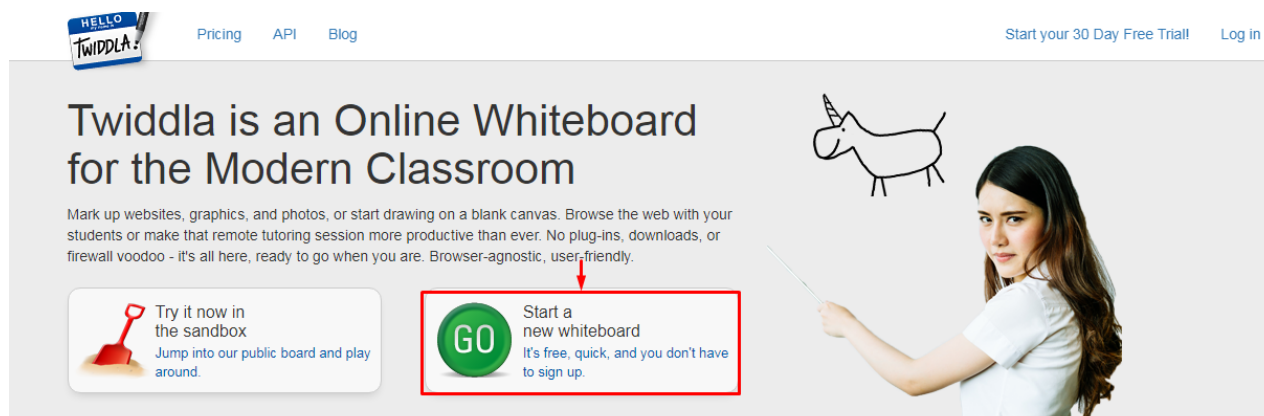 HELLO
my name is
TWIDDLA!
Pricing API Blog
Start your 30 Day Free Trial! Log in
Twiddla is an Online Whiteboard
for the Modern Classroom
Mark up websites, graphics, and photos, or start drawing on a blank canvas. Browse the web with your
students or make that remote tutoring session more productive than ever. No plug-ins, downloads, or
firewall voodoo - it's all here, ready to go when you are. Browser-agnostic, user-friendly.
Try it now in
the sandbox
Jump into our public board and play
around.
GO
Start a
new whiteboard
It's free, quick, and you don't have
to sign up.